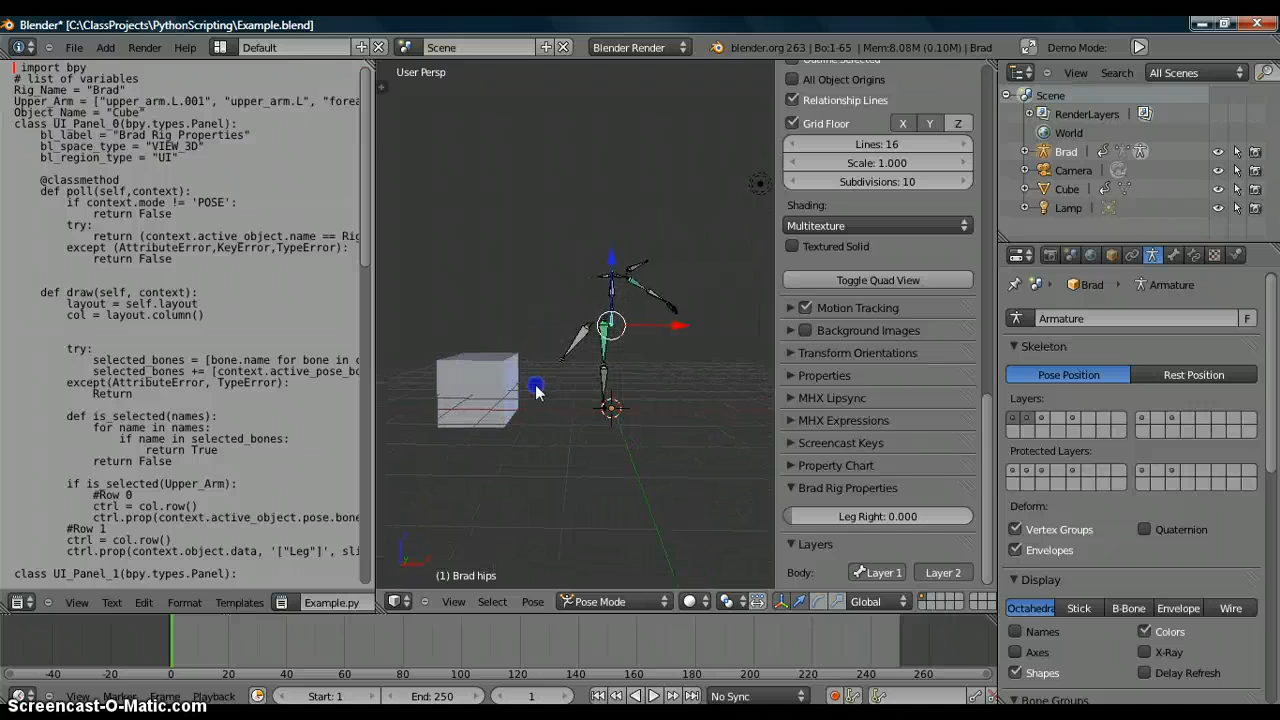 Blender* [C:\ClassProjects\PythonScripting\Example.blend]
File Add Render Help Default Scene Blender Render blender.org 263 | Bo:1-65 | Mem:8.08M (0.10M) | Brad Demo Mode:
import bpy
# list of variables
Rig_Name = "Brad"
Upper_Arm = ["upper_arm.L.001", "upper_arm.L", "forea
Object_Name = "Cube"
class UI_Panel_0(bpy.types.Panel):
bl_label = "Brad Rig Properties"
bl_space_type = "VIEW_3D"
bl_region_type = "UI"
@classmethod
def poll(self,context):
if context.mode != 'POSE':
return False
try:
return (context.active_object.name == Rig
except (AttributeError,KeyError,TypeError):
return False
def draw(self, context):
layout = self.layout
col = layout.column()
try:
selected_bones = [bone.name for bone in c
selected_bones += [context.active_pose_bo
except(AttributeError, TypeError):
Return
def is_selected(names):
for name in names:
if name in selected_bones:
return True
return False
if is_selected(Upper_Arm):
#Row 0
ctrl = col.row()
ctrl.prop(context.active_object.pose.bone
#Row 1
ctrl = col.row()
ctrl.prop(context.object.data, '["Leg"]', sli
class UI_Panel_1(bpy.types.Panel):
View Text Edit Format Templates Example.py
User Persp
(1) Brad hips
View Select Pose Pose Mode Global
Outline Selected
All Object Origins
Relationship Lines
Grid Floor X Y Z
Lines: 16
Scale: 1.000
Subdivisions: 10
Shading:
Multitexture
Textured Solid
Toggle Quad View
Motion Tracking
Background Images
Transform Orientations
Properties
MHX Lipsync
MHX Expressions
Screencast Keys
Property Chart
Brad Rig Properties
Leg Right: 0.000
Layers
Body: Layer 1 Layer 2
View Search All Scenes
Scene
RenderLayers
World
Brad
Camera
Cube
Lamp
Brad Armature
Armature F
Skeleton
Pose Position Rest Position
Layers:
Protected Layers:
Deform:
Vertex Groups Quaternion
Envelopes
Display
Octahedra Stick B-Bone Envelope Wire
Names Colors
Axes X-Ray
Shapes Delay Refresh
Bone Groups
-40 -20 0 20 40 60 80 100 120 140 160 180 200 220 240 260 280
View Marker Frame Playback Start: 1 End: 250 1 No Sync
Screencast-O-Matic.com